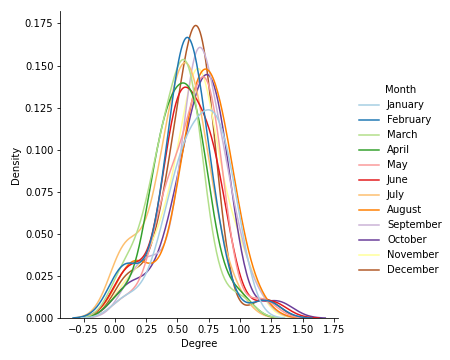 0.175
0.150
0.125
0.100
0.075
0.050
0.025
0.000
Density
−0.25 0.00 0.25 0.50 0.75 1.00 1.25 1.50 1.75
Degree
Month
January
February
March
April
May
June
July
August
September
October
November
December